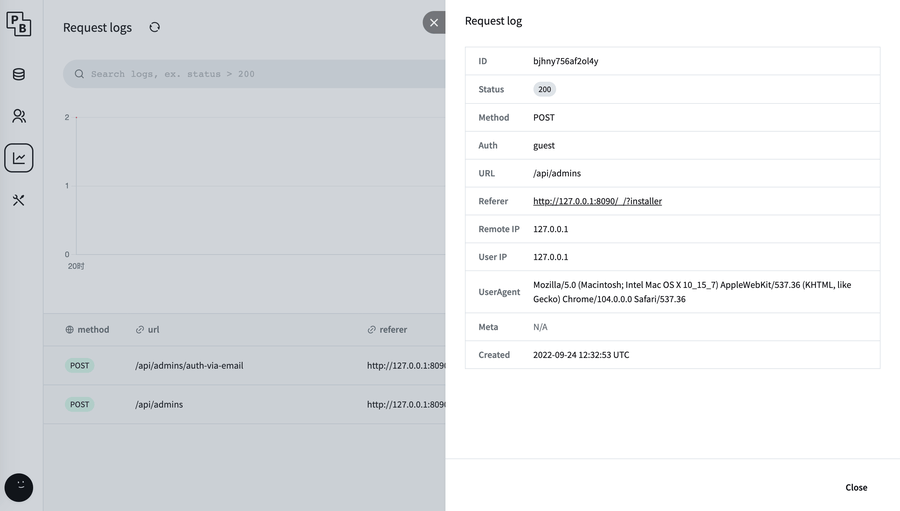 PB
Request logs
Search logs, ex. status > 200
2
1
0
20时
method url referer
POST /api/admins/auth-via-email http://127.0.0.1:8090
POST /api/admins http://127.0.0.1:8090
Request log
ID bjhny756af2ol4y
Status 200
Method POST
Auth guest
URL /api/admins
Referer http://127.0.0.1:8090/_/?installer
Remote IP 127.0.0.1
User IP 127.0.0.1
UserAgent Mozilla/5.0 (Macintosh; Intel Mac OS X 10_15_7) AppleWebKit/537.36 (KHTML, like
Gecko) Chrome/104.0.0.0 Safari/537.36
Meta N/A
Created 2022-09-24 12:32:53 UTC
Close